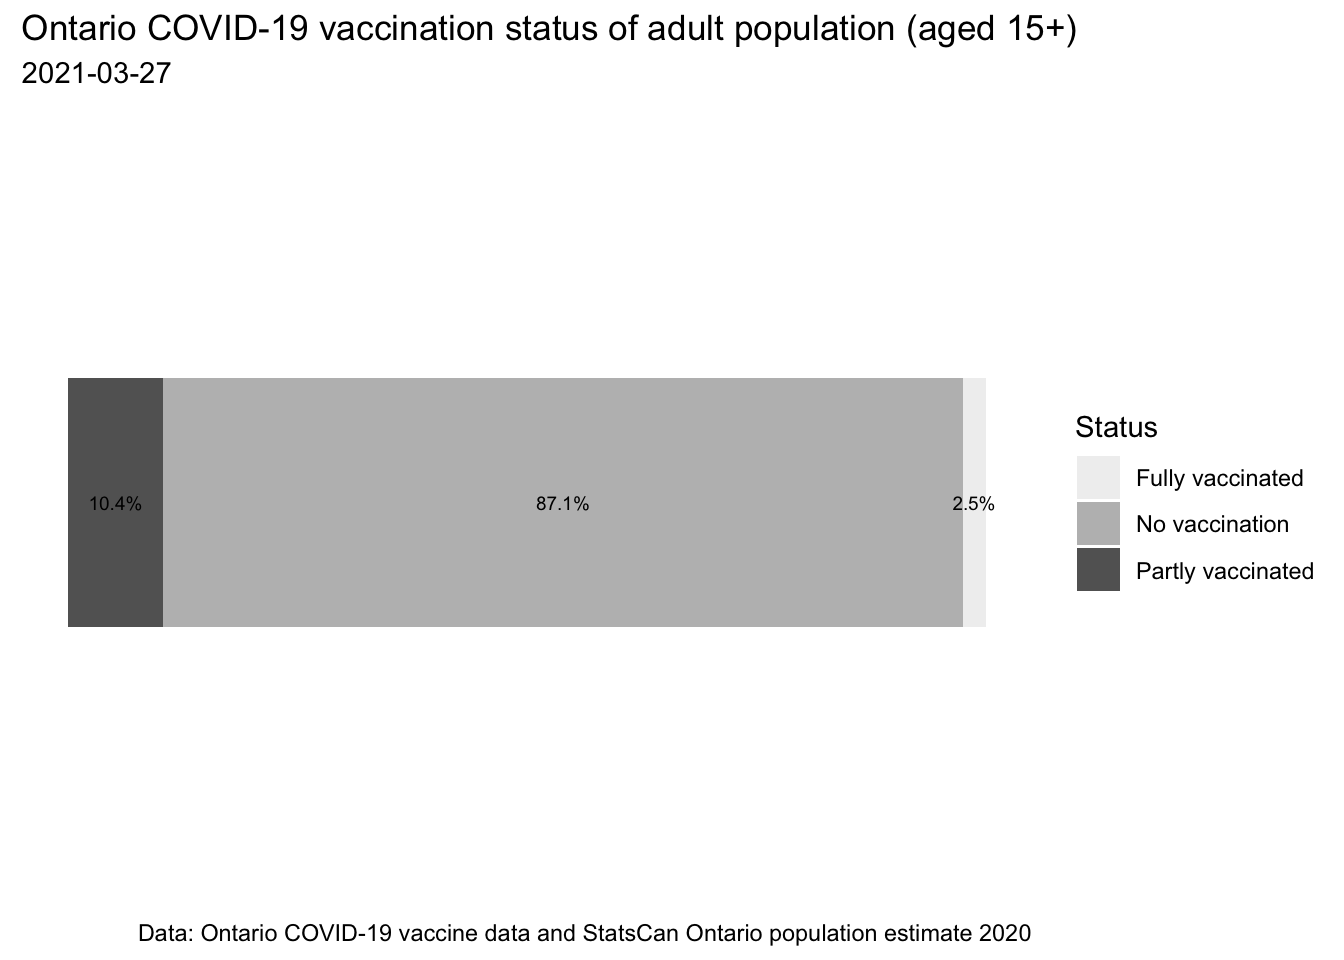 Ontario COVID-19 vaccination status of adult population (aged 15+)
2021-03-27
10.4%
87.1%
2.5%
Status
Fully vaccinated
No vaccination
Partly vaccinated
Data: Ontario COVID-19 vaccine data and StatsCan Ontario population estimate 2020